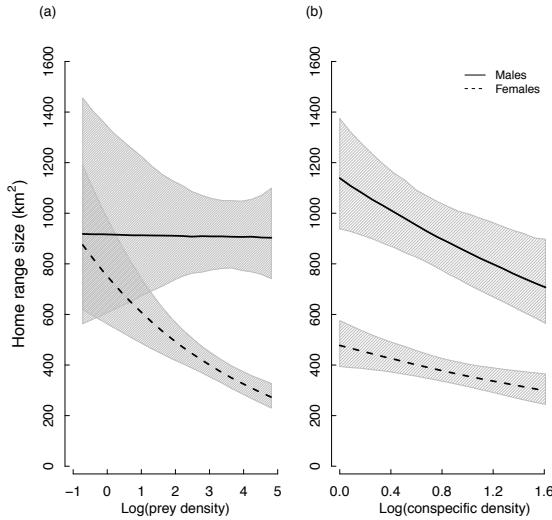 (a)
(b)
Home range size (km²)
0 200 400 600 800 1000 1200 1400 1600
0 200 400 600 800 1000 1200 1400 1600
Males
Females
−1 0 1 2 3 4 5
0.0 0.4 0.8 1.2 1.6
Log(prey density)
Log(conspecific density)